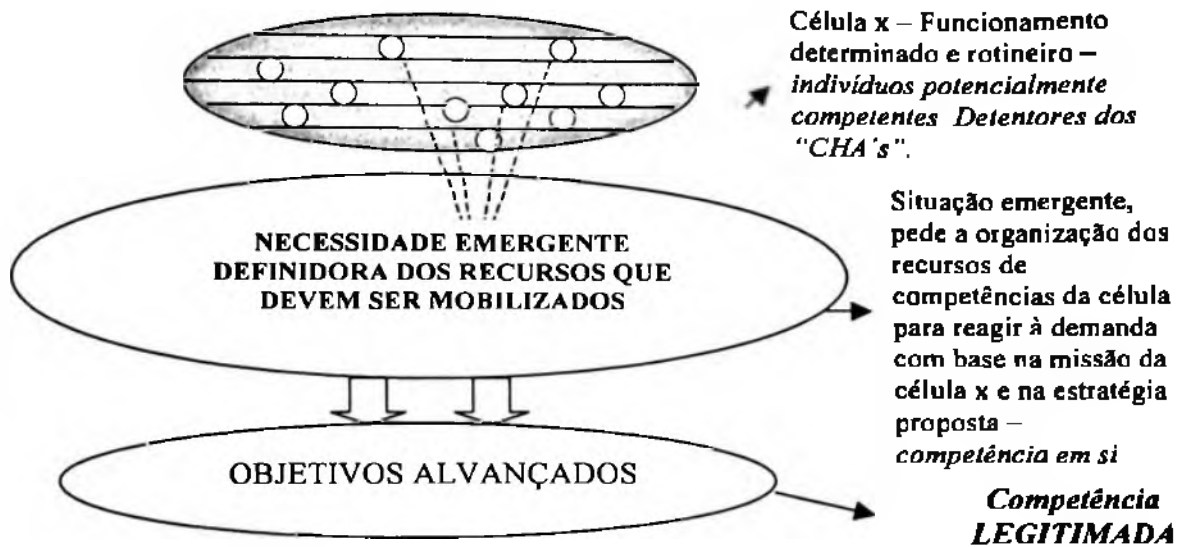 Célula x – Funcionamento
determinado e rotineiro –
indivíduos potencialmente
competentes Detentores dos
"CHA's".
NECESSIDADE EMERGENTE
DEFINIDORA DOS RECURSOS QUE
DEVEM SER MOBILIZADOS
Situação emergente,
pede a organização dos
recursos de
competências da célula
para reagir à demanda
com base na missão da
célula x e na estratégia
proposta –
competência em si
OBJETIVOS ALVANÇADOS
Competência
LEGITIMADA